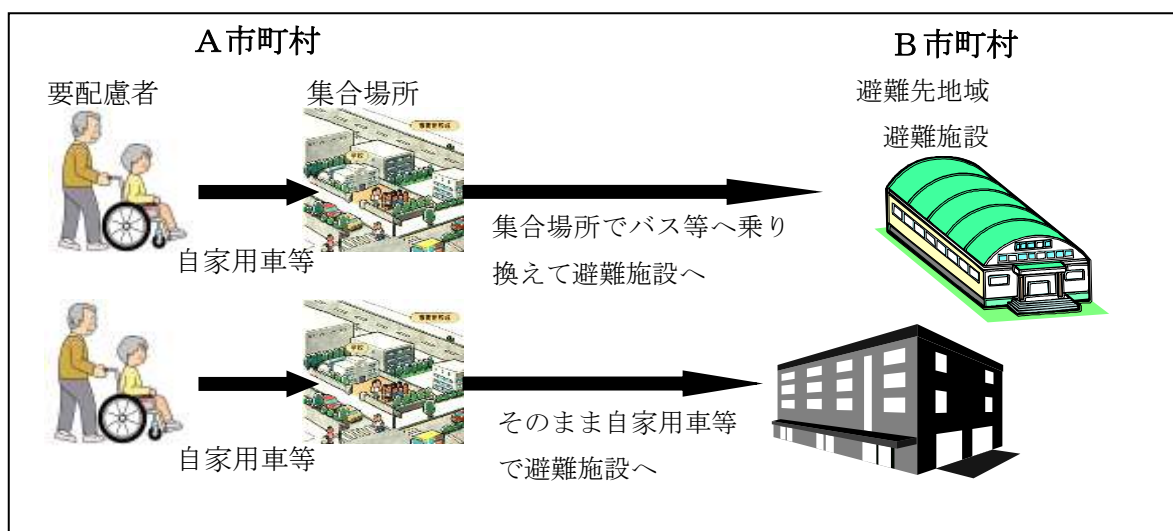 A市町村
B市町村
要配慮者
集合場所
避難先地域
避難施設
学校
自家用車等
集合場所でバス等へ乗り
換えて避難施設へ
自家用車等
そのまま自家用車等
で避難施設へ